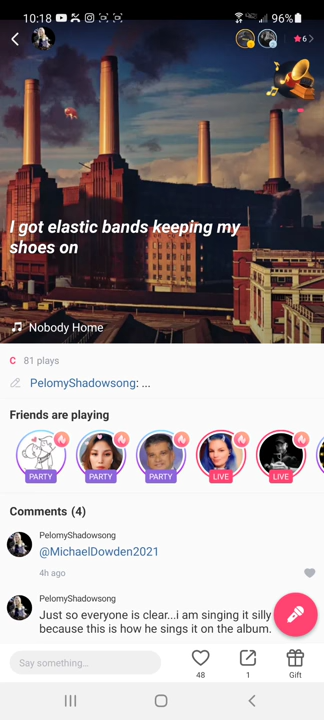 10:18
96%
6
I got elastic bands keeping my
shoes on
Nobody Home
C 81 plays
PelomyShadowsong: ...
Friends are playing
PARTY PARTY PARTY LIVE LIVE
Comments (4)
PelomyShadowsong
@MichaelDowden2021
4h ago
PelomyShadowsong
Just so everyone is clear...i am singing it silly
because this is how he sings it on the album.
Say something...
48 1 Gift